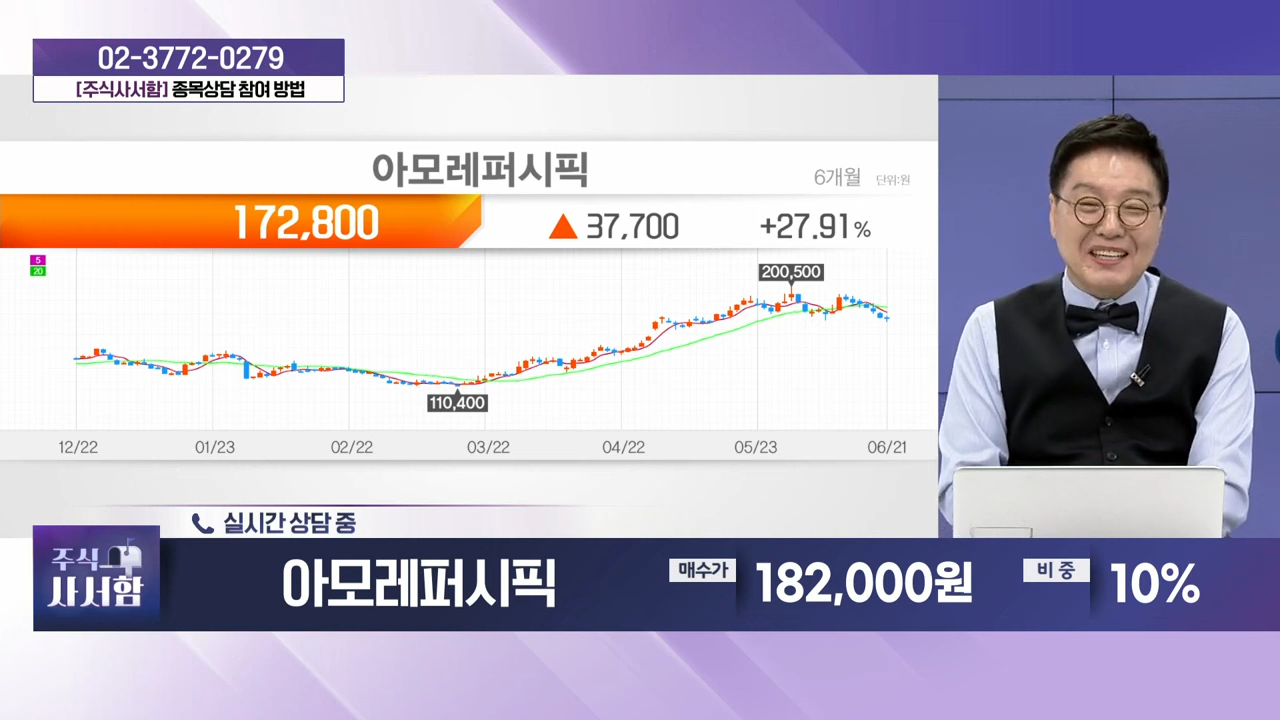 02-3772-0279
[주식사서함] 종목상담 참여 방법
아모레퍼시픽
6개월 단위:원
172,800 ▲ 37,700 +27.91%
5
20
200,500
110,400
12/22 01/23 02/22 03/22 04/22 05/23 06/21
실시간 상담 중
주식
사서함
아모레퍼시픽 매수가 182,000원 비중 10%